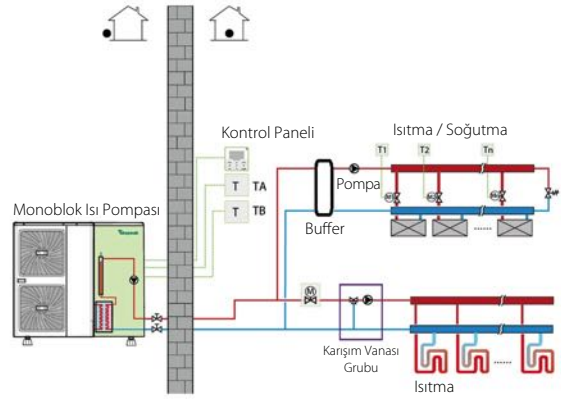 Kontrol Paneli
Isıtma / Soğutma
T1
T2
Tn
T
TA
T
TB
Pompa
M
M
Monoblok Isı Pompası
Buffer
M
Karışım Vanası
Grubu
Isıtma